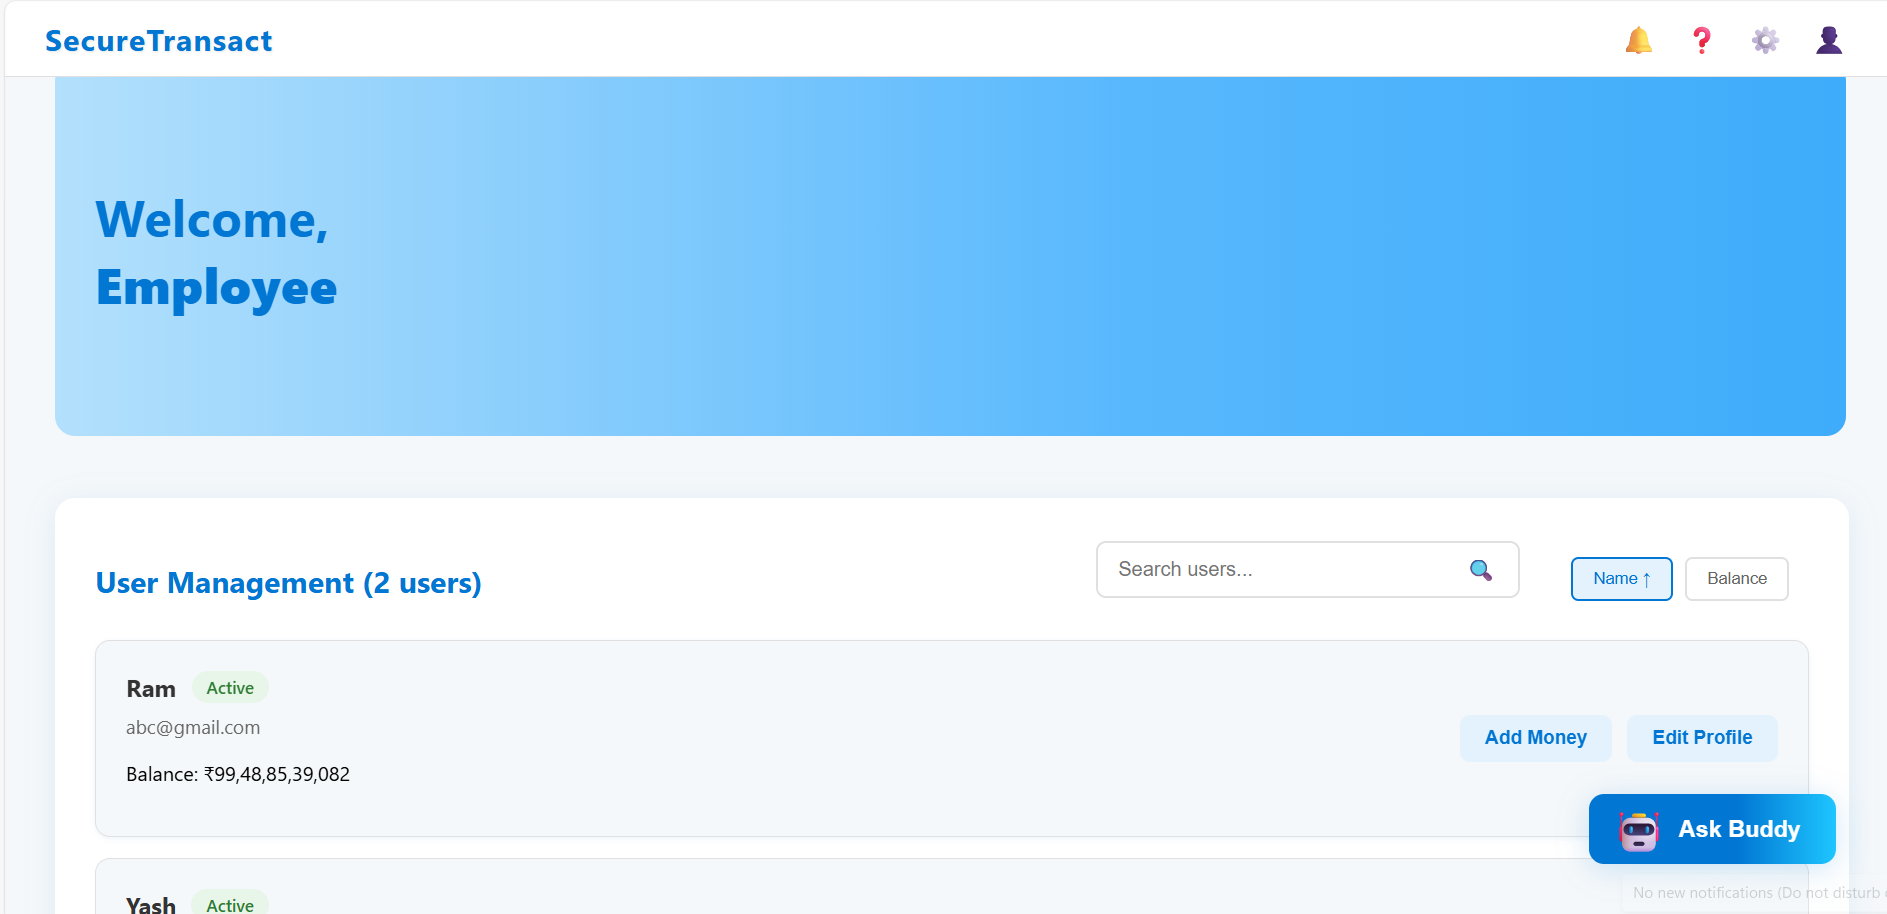 SecureTransact
Welcome,
Employee
User Management (2 users)
Search users...
Name ↑
Balance
Ram
Active
abc@gmail.com
Balance: ₹99,48,85,39,082
Add Money
Edit Profile
Ask Buddy
Yash
Active
No new notifications (Do not disturb